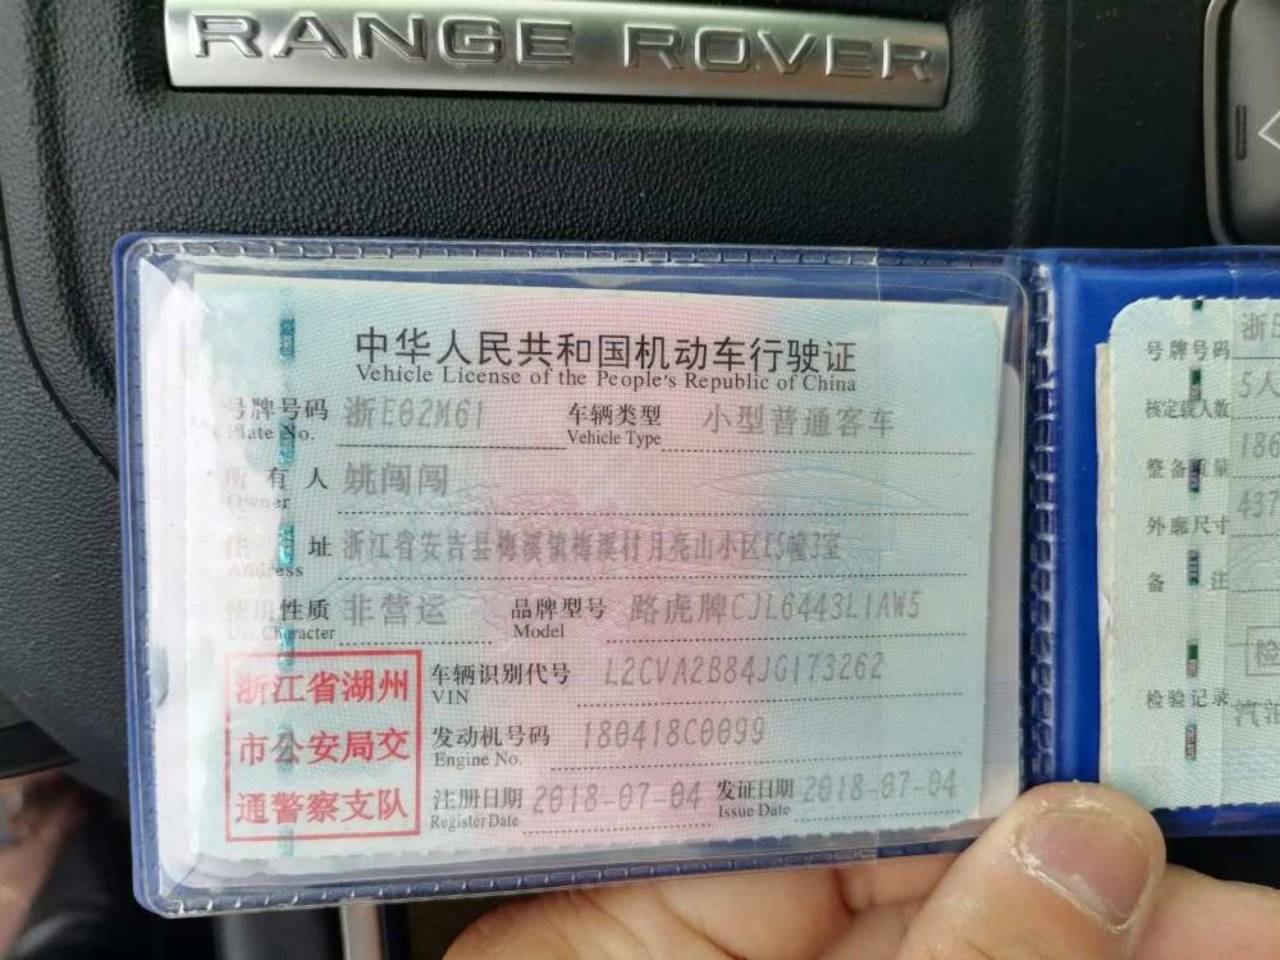 RANGE ROVER
中华人民共和国机动车行驶证
Vehicle License of the People's Republic of China
号牌号码 浙E02M61 车辆类型 小型普通客车
Plate No. Vehicle Type
所有人 姚闯闯
Owner
住址 浙江省安吉县梅溪镇梅溪村月亮山小区E5幢3室
Address
使用性质 非营运 品牌型号 路虎牌CJL6443L1AW5
Use Character Model
车辆识别代号 L2CVA2B84JG173262
VIN
发动机号码 180418C0099
Engine No.
注册日期 2018-07-04 发证日期 2018-07-04
Register Date Issue Date
浙江省湖州
市公安局交
通警察支队
号牌号码 浙E
核定载人数 5人
整备质量 186
外廓尺寸 437
备注
检
检验记录 汽油